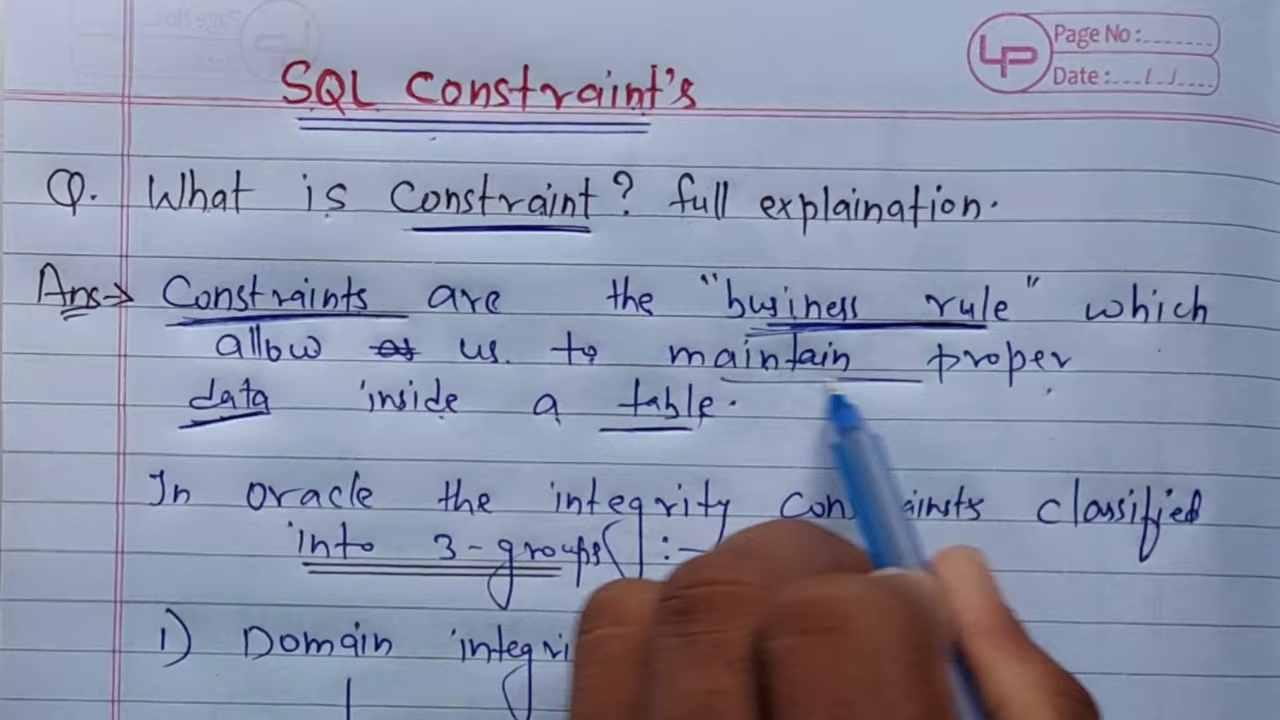 LP
Page No:
Date:
SQL Constraint's
Q. What is Constraint? full explaination.
Ans→ Constraints are the "business rule" which
allow us to maintain proper
data inside a table.
In oracle the integrity classified
into 3-groups :-
1) Domain